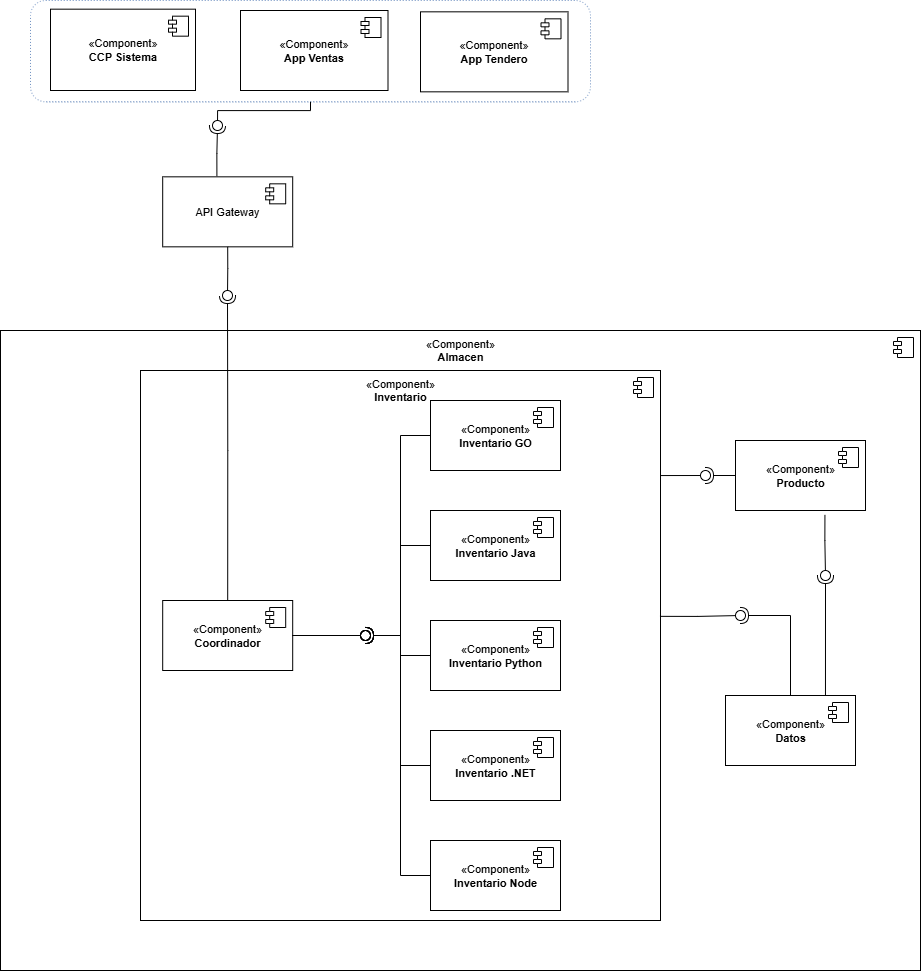 «Component»
CCP Sistema
«Component»
App Ventas
«Component»
App Tendero
API Gateway
«Component»
Almacen
«Component»
Inventario
«Component»
Inventario GO
«Component»
Producto
«Component»
Inventario Java
«Component»
Coordinador
«Component»
Inventario Python
«Component»
Datos
«Component»
Inventario .NET
«Component»
Inventario Node